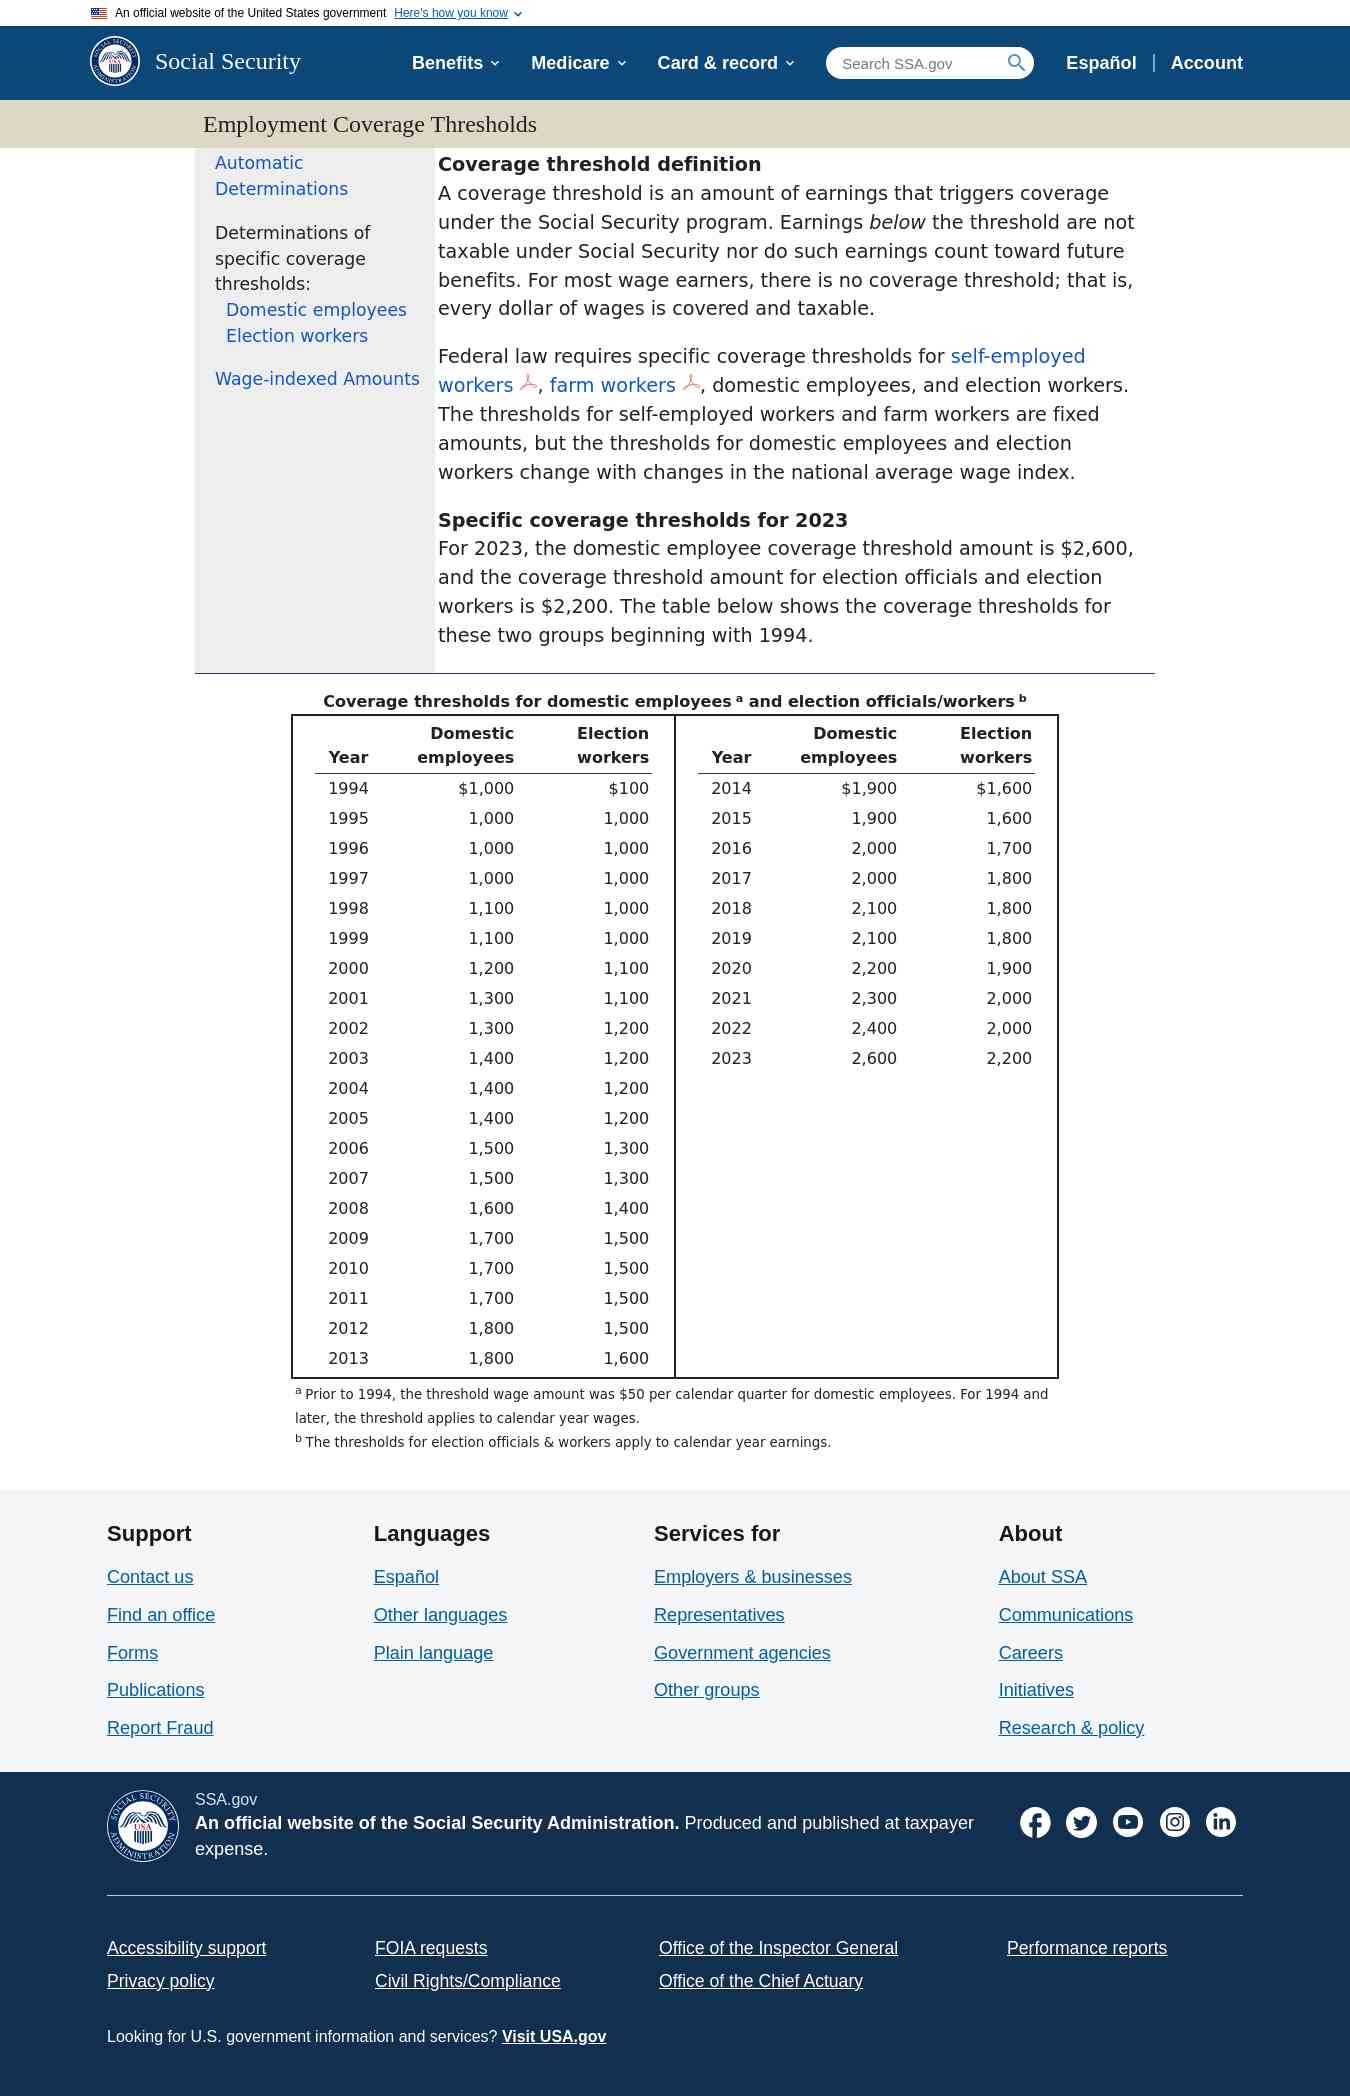 An official website of the United States government Here's how you know
Social Security
Benefits Medicare Card & record Search SSA.gov Español Account
Employment Coverage Thresholds
Automatic
Determinations
Determinations of
specific coverage
thresholds:
Domestic employees
Election workers
Wage-indexed Amounts
Coverage threshold definition
A coverage threshold is an amount of earnings that triggers coverage
under the Social Security program. Earnings below the threshold are not
taxable under Social Security nor do such earnings count toward future
benefits. For most wage earners, there is no coverage threshold; that is,
every dollar of wages is covered and taxable.
Federal law requires specific coverage thresholds for self-employed
workers , farm workers , domestic employees, and election workers.
The thresholds for self-employed workers and farm workers are fixed
amounts, but the thresholds for domestic employees and election
workers change with changes in the national average wage index.
Specific coverage thresholds for 2023
For 2023, the domestic employee coverage threshold amount is $2,600,
and the coverage threshold amount for election officials and election
workers is $2,200. The table below shows the coverage thresholds for
these two groups beginning with 1994.
Coverage thresholds for domestic employees a and election officials/workers b
Domestic Election Domestic Election
Year employees workers Year employees workers
1994 $1,000 $100 2014 $1,900 $1,600
1995 1,000 1,000 2015 1,900 1,600
1996 1,000 1,000 2016 2,000 1,700
1997 1,000 1,000 2017 2,000 1,800
1998 1,100 1,000 2018 2,100 1,800
1999 1,100 1,000 2019 2,100 1,800
2000 1,200 1,100 2020 2,200 1,900
2001 1,300 1,100 2021 2,300 2,000
2002 1,300 1,200 2022 2,400 2,000
2003 1,400 1,200 2023 2,600 2,200
2004 1,400 1,200
2005 1,400 1,200
2006 1,500 1,300
2007 1,500 1,300
2008 1,600 1,400
2009 1,700 1,500
2010 1,700 1,500
2011 1,700 1,500
2012 1,800 1,500
2013 1,800 1,600
a Prior to 1994, the threshold wage amount was $50 per calendar quarter for domestic employees. For 1994 and
later, the threshold applies to calendar year wages.
b The thresholds for election officials & workers apply to calendar year earnings.
Support Languages Services for About
Contact us Español Employers & businesses About SSA
Find an office Other languages Representatives Communications
Forms Plain language Government agencies Careers
Publications Other groups Initiatives
Report Fraud Research & policy
SOCIAL SECURITY
USA
ADMINISTRATION
SSA.gov
An official website of the Social Security Administration. Produced and published at taxpayer
expense.
Accessibility support FOIA requests Office of the Inspector General Performance reports
Privacy policy Civil Rights/Compliance Office of the Chief Actuary
Looking for U.S. government information and services? Visit USA.gov